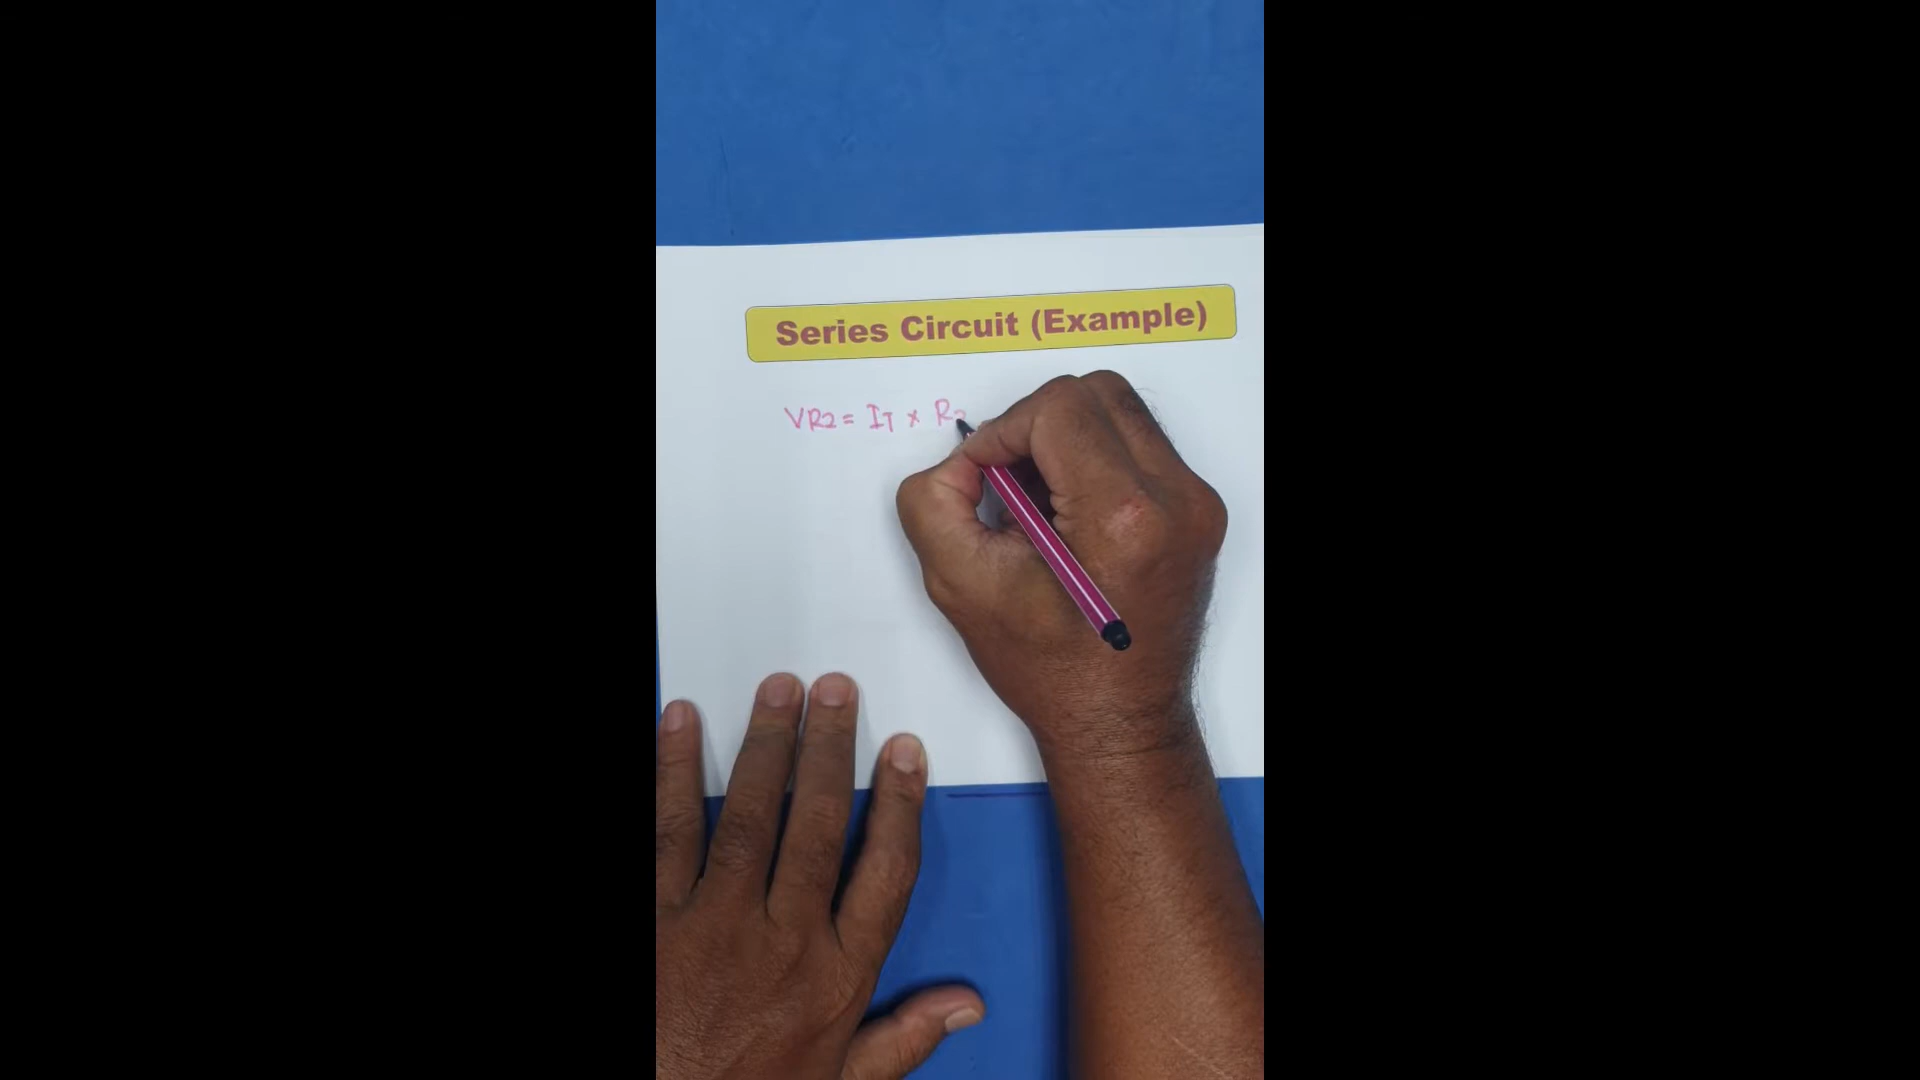 Series Circuit (Example)
VR2 = IT × R2